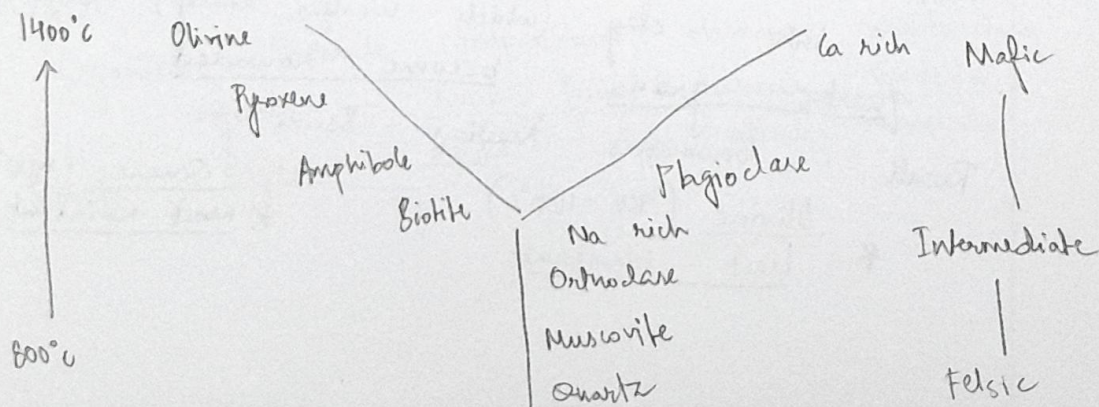 1400°C Olivine Ca rich Mafic
Pyroxene
Amphibole Plagioclase
Biotite
Na rich Intermediate
Orthoclase
Muscovite
800°C
Quartz Felsic